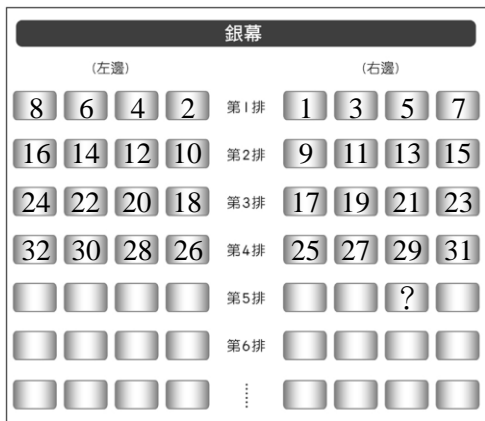 銀幕
(左邊) (右邊)
8 6 4 2 第1排 1 3 5 7
16 14 12 10 第2排 9 11 13 15
24 22 20 18 第3排 17 19 21 23
32 30 28 26 第4排 25 27 29 31
第5排 ?
第6排
⋮